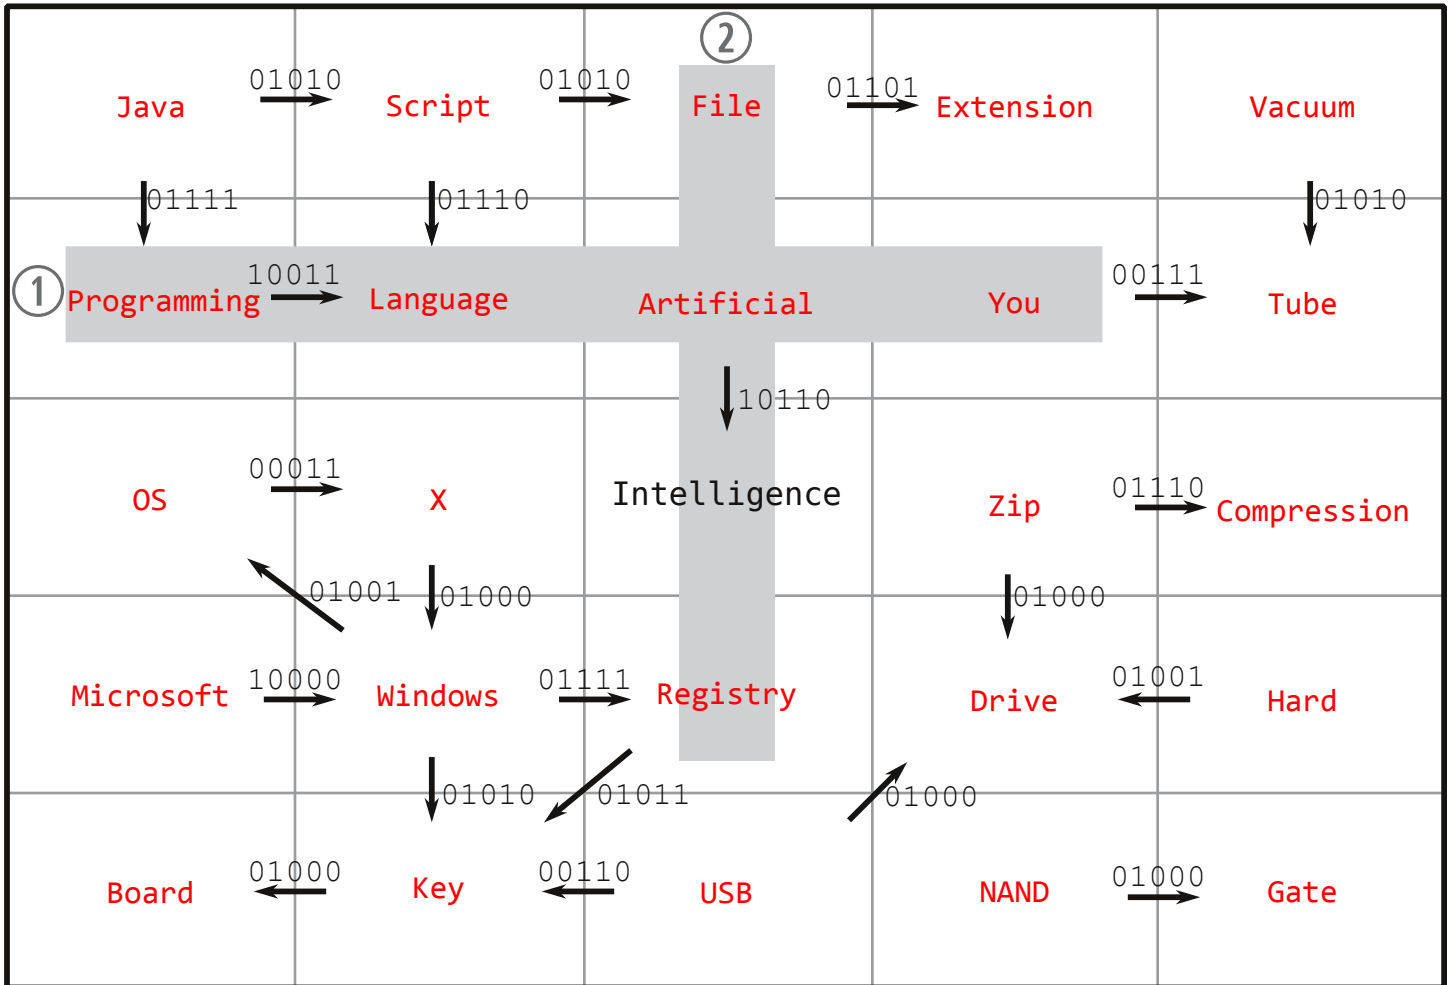 2
01010 01010 01101
Java Script File Extension Vacuum
01111 01110 01010
10011 00111
1 Programming Language Artificial You Tube
10110
00011 01110
OS X Intelligence Zip Compression
01001 01000 01000
10000 01111 01001
Microsoft Windows Registry Drive Hard
01010 01011 01000
01000 00110 01000
Board Key USB NAND Gate